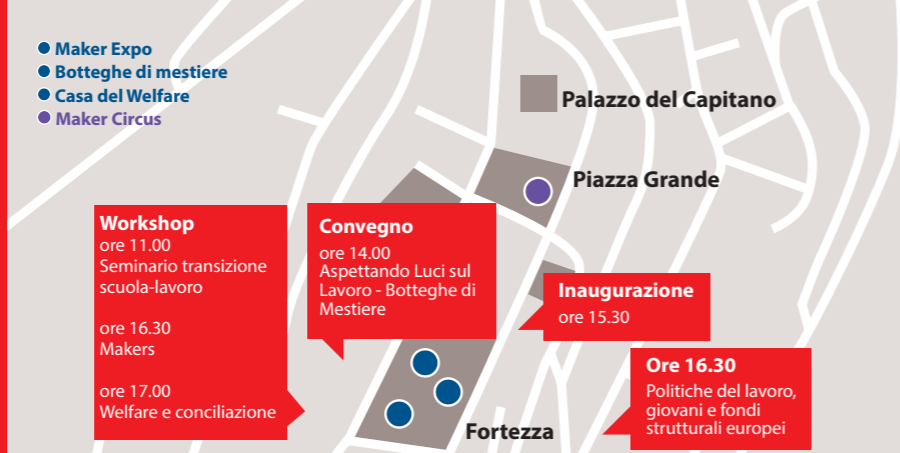 Maker Expo
Botteghe di mestiere
Casa del Welfare
Maker Circus
Palazzo del Capitano
Piazza Grande
Workshop
ore 11.00
Seminario transizione
scuola-lavoro
ore 16.30
Makers
ore 17.00
Welfare e conciliazione
Convegno
ore 14.00
Aspettando Luci sul
Lavoro - Botteghe di
Mestiere
Inaugurazione
ore 15.30
Ore 16.30
Politiche del lavoro,
giovani e fondi
strutturali europei
Fortezza